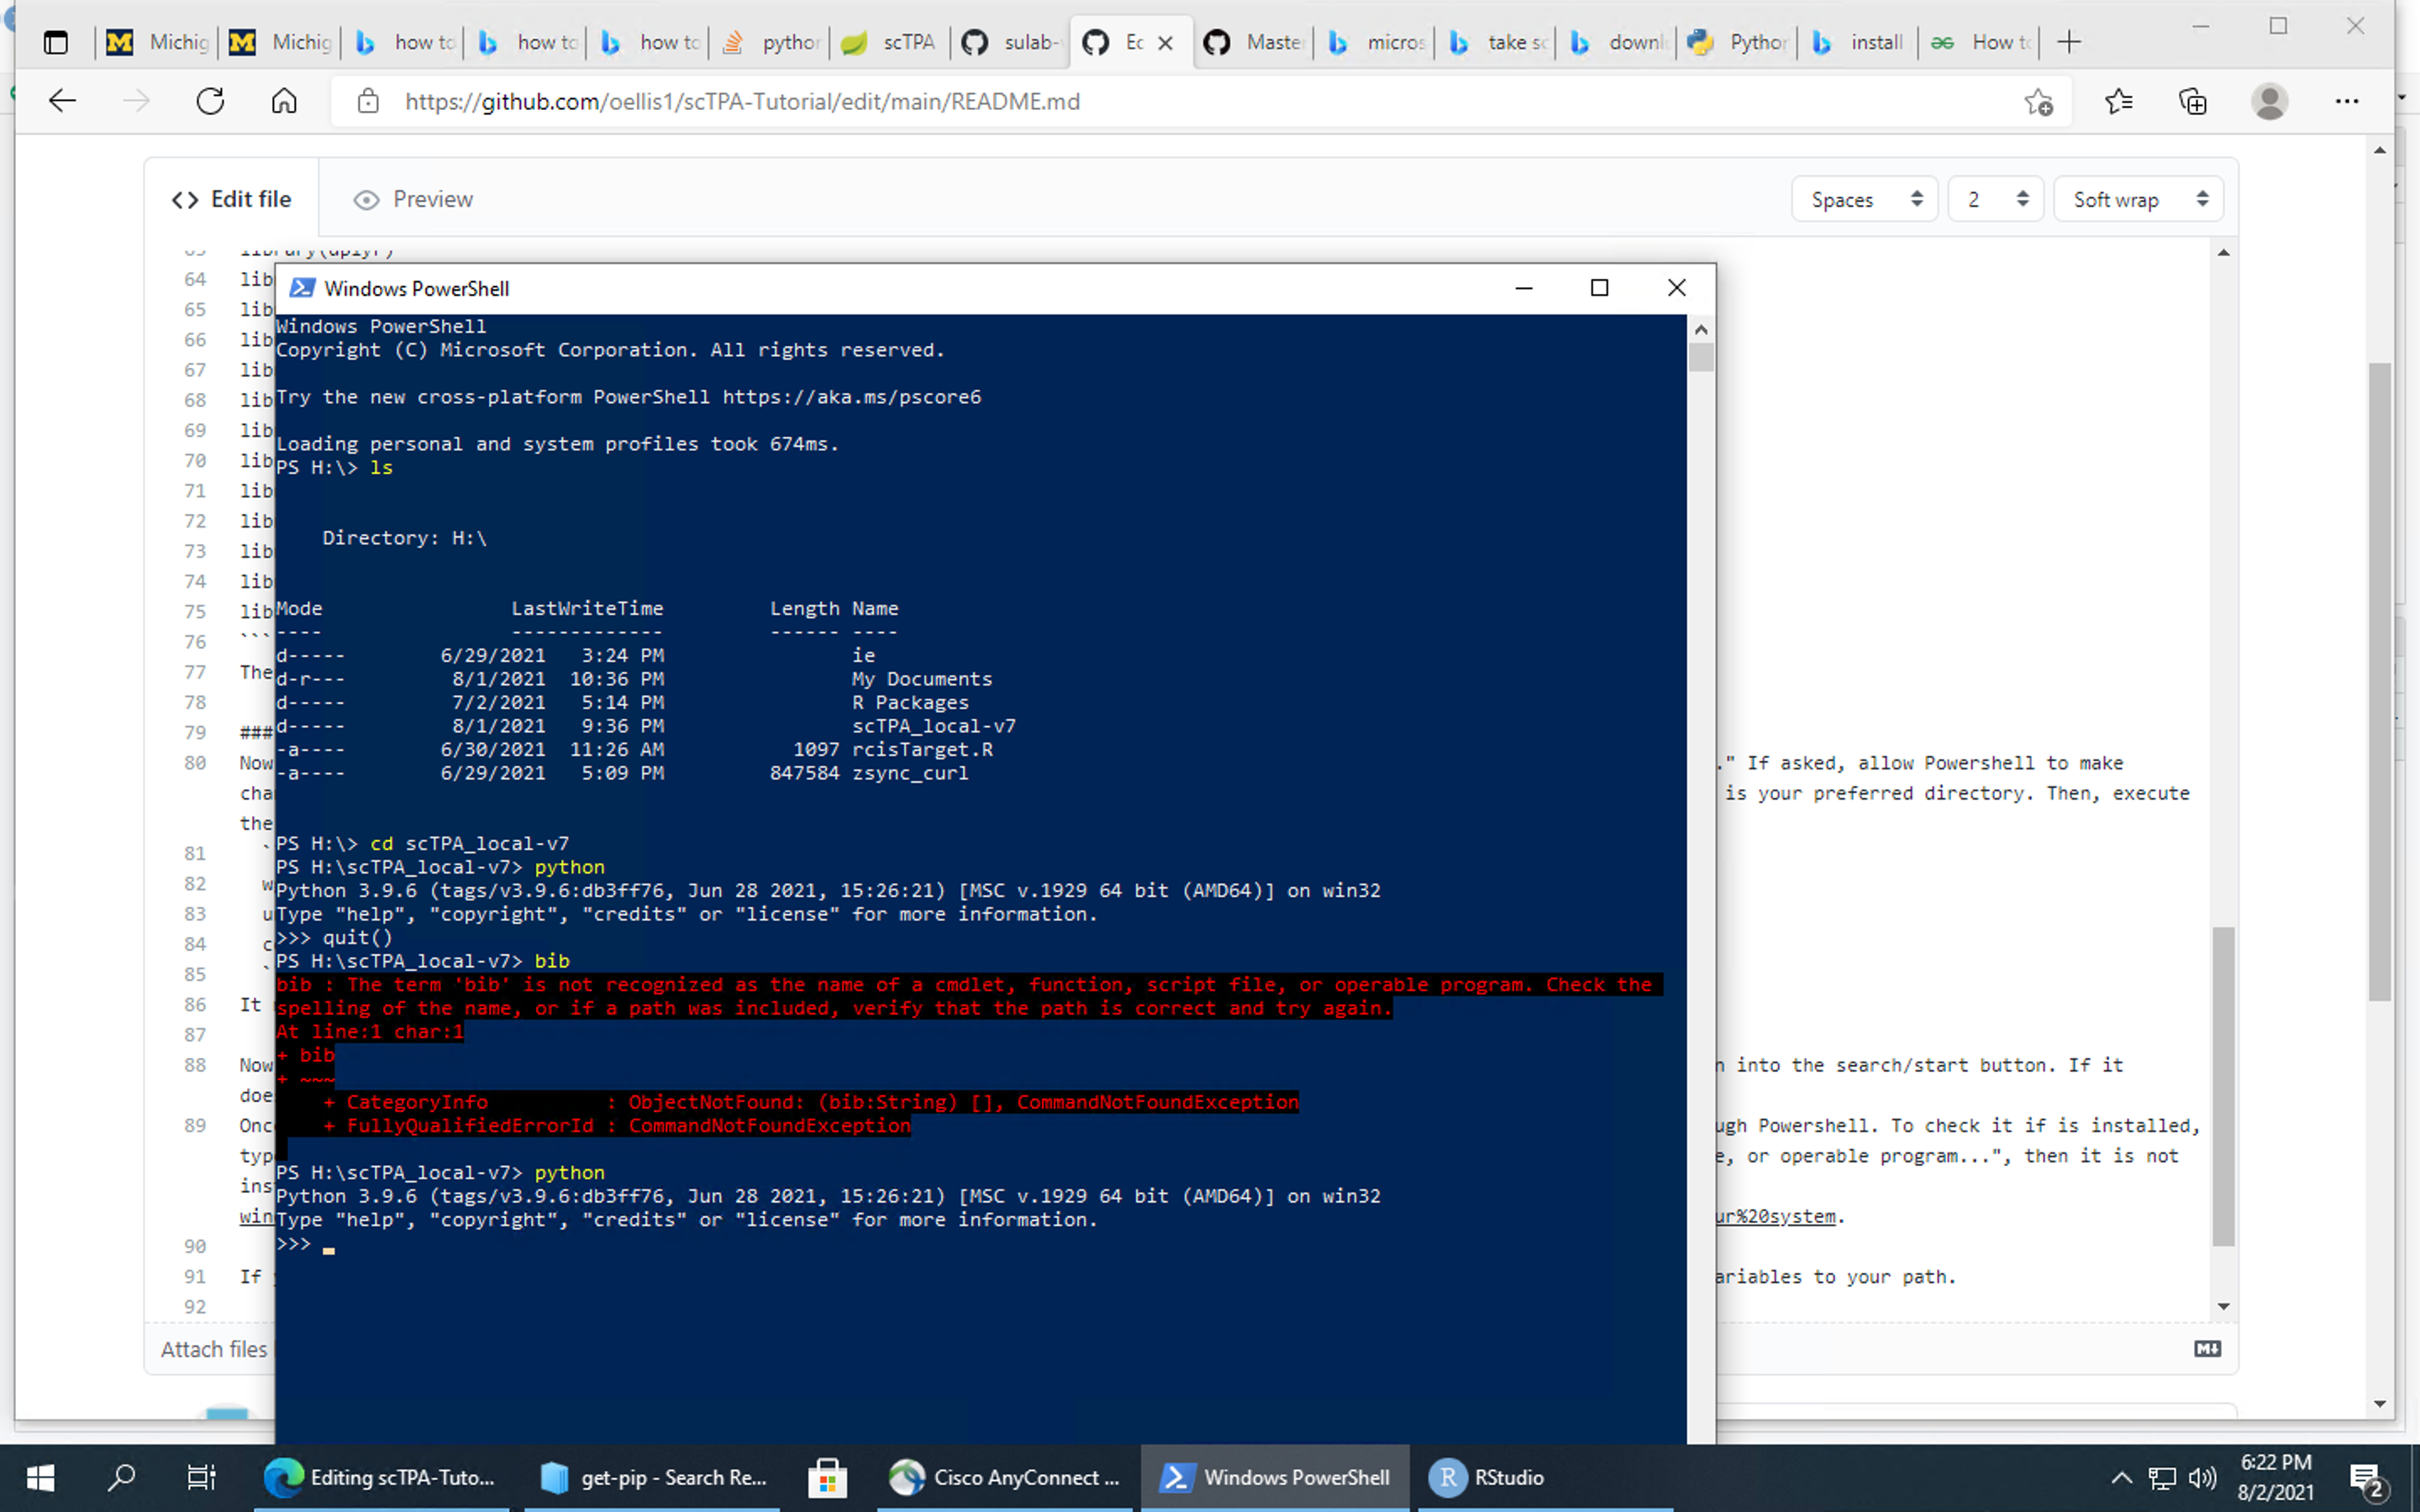 Michig
Michig
how to
how to
how to
python
scTPA
sulab-
Ec
Master
micros
take sc
downl
Python
install
How to
https://github.com/oellis1/scTPA-Tutorial/edit/main/README.md
<> Edit file
Preview
Spaces
2
Soft wrap
64 lib
65 lib
66 lib
67 lib
68 lib
69 lib
70 lib
71 lib
72 lib
73 lib
74 lib
75 lib
76 ```
77 The
78
79 ###
80 Now
." If asked, allow Powershell to make
cha
is your preferred directory. Then, execute
the
81 `
82 w
83 u
84 c
85 `
86 It
87
88 Now
n into the search/start button. If it
doe
89 Onc
ugh Powershell. To check it if is installed,
typ
e, or operable program...", then it is not
ins
win
ur%20system.
90
91 If
ariables to your path.
92
Attach files
M↓
Windows PowerShell
Windows PowerShell
Copyright (C) Microsoft Corporation. All rights reserved.
Try the new cross-platform PowerShell https://aka.ms/pscore6
Loading personal and system profiles took 674ms.
PS H:\> ls
Directory: H:\
Mode LastWriteTime Length Name
---- ------------- ------ ----
d----- 6/29/2021 3:24 PM ie
d-r--- 8/1/2021 10:36 PM My Documents
d----- 7/2/2021 5:14 PM R Packages
d----- 8/1/2021 9:36 PM scTPA_local-v7
-a---- 6/30/2021 11:26 AM 1097 rcisTarget.R
-a---- 6/29/2021 5:09 PM 847584 zsync_curl
PS H:\> cd scTPA_local-v7
PS H:\scTPA_local-v7> python
Python 3.9.6 (tags/v3.9.6:db3ff76, Jun 28 2021, 15:26:21) [MSC v.1929 64 bit (AMD64)] on win32
Type "help", "copyright", "credits" or "license" for more information.
>>> quit()
PS H:\scTPA_local-v7> bib
bib : The term 'bib' is not recognized as the name of a cmdlet, function, script file, or operable program. Check the
spelling of the name, or if a path was included, verify that the path is correct and try again.
At line:1 char:1
+ bib
+ ~~~
+ CategoryInfo : ObjectNotFound: (bib:String) [], CommandNotFoundException
+ FullyQualifiedErrorId : CommandNotFoundException
PS H:\scTPA_local-v7> python
Python 3.9.6 (tags/v3.9.6:db3ff76, Jun 28 2021, 15:26:21) [MSC v.1929 64 bit (AMD64)] on win32
Type "help", "copyright", "credits" or "license" for more information.
>>>
Editing scTPA-Tuto...
get-pip - Search Re...
Cisco AnyConnect ...
Windows PowerShell
R RStudio
6:22 PM
8/2/2021
2